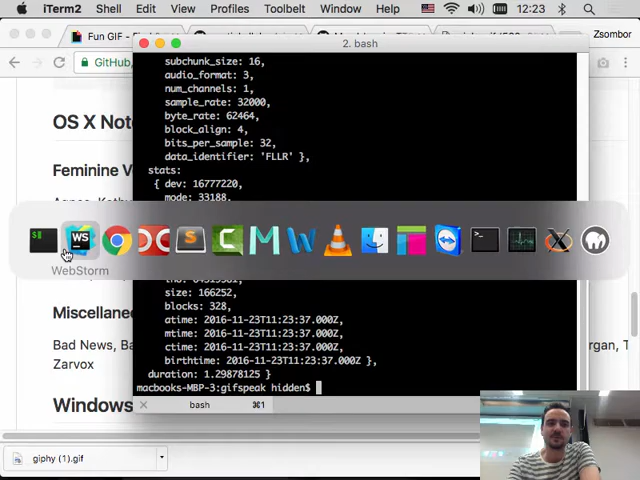 iTerm2 Shell Edit View Profiles Toolbelt Window Help 12:23
Fun GIF
Zsombor
GitHub,
2. bash
subchunk_size: 16,
audio_format: 3,
num_channels: 1,
sample_rate: 32000,
byte_rate: 62464,
block_align: 4,
bits_per_sample: 32,
data_identifier: 'FLLR' },
stats:
{ dev: 16777220,
mode: 33188,
OS X Not
Feminine V
WS
WebStorm
size: 166252,
blocks: 328,
atime: 2016-11-23T11:23:37.000Z,
mtime: 2016-11-23T11:23:37.000Z,
ctime: 2016-11-23T11:23:37.000Z,
birthtime: 2016-11-23T11:23:37.000Z },
duration: 1.29878125 }
macbooks-MBP-3:gifspeak hidden$
bash ⌘1
Miscellane
Bad News, Ba
Zarvox
rgan, T
Windows
giphy (1).gif